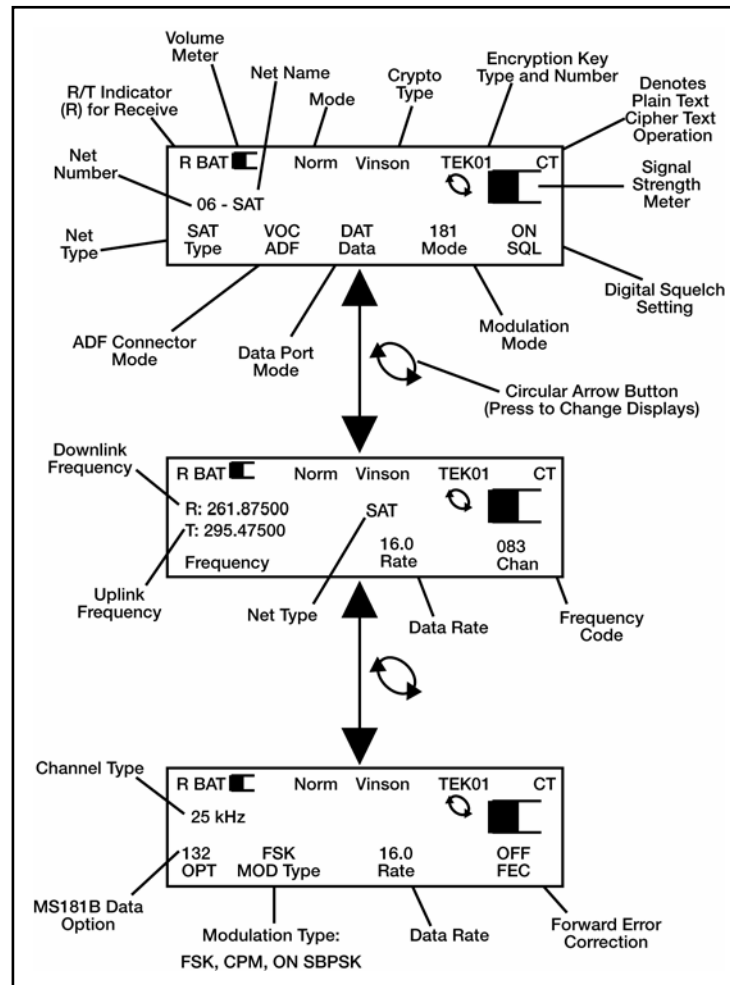 Volume
Meter
Net Name
R/T Indicator
(R) for Receive
Mode
Crypto
Type
Encryption Key
Type and Number
Denotes
Plain Text
Cipher Text
Operation
Net
Number
R BAT Norm Vinson TEK01 CT
Signal
Strength
Meter
06 - SAT
Net
Type
SAT VOC DAT 181 ON
Type ADF Data Mode SQL
Digital Squelch
Setting
ADF Connector
Mode
Data Port
Mode
Modulation
Mode
Circular Arrow Button
(Press to Change Displays)
Downlink
Frequency
R BAT Norm Vinson TEK01 CT
R: 261.87500 SAT
T: 295.47500
16.0 083
Frequency Rate Chan
Uplink
Frequency
Net Type
Data Rate
Frequency
Code
Channel Type
R BAT Norm Vinson TEK01 CT
25 kHz
132 FSK 16.0 OFF
OPT MOD Type Rate FEC
MS181B Data
Option
Modulation Type:
FSK, CPM, ON SBPSK
Data Rate
Forward Error
Correction